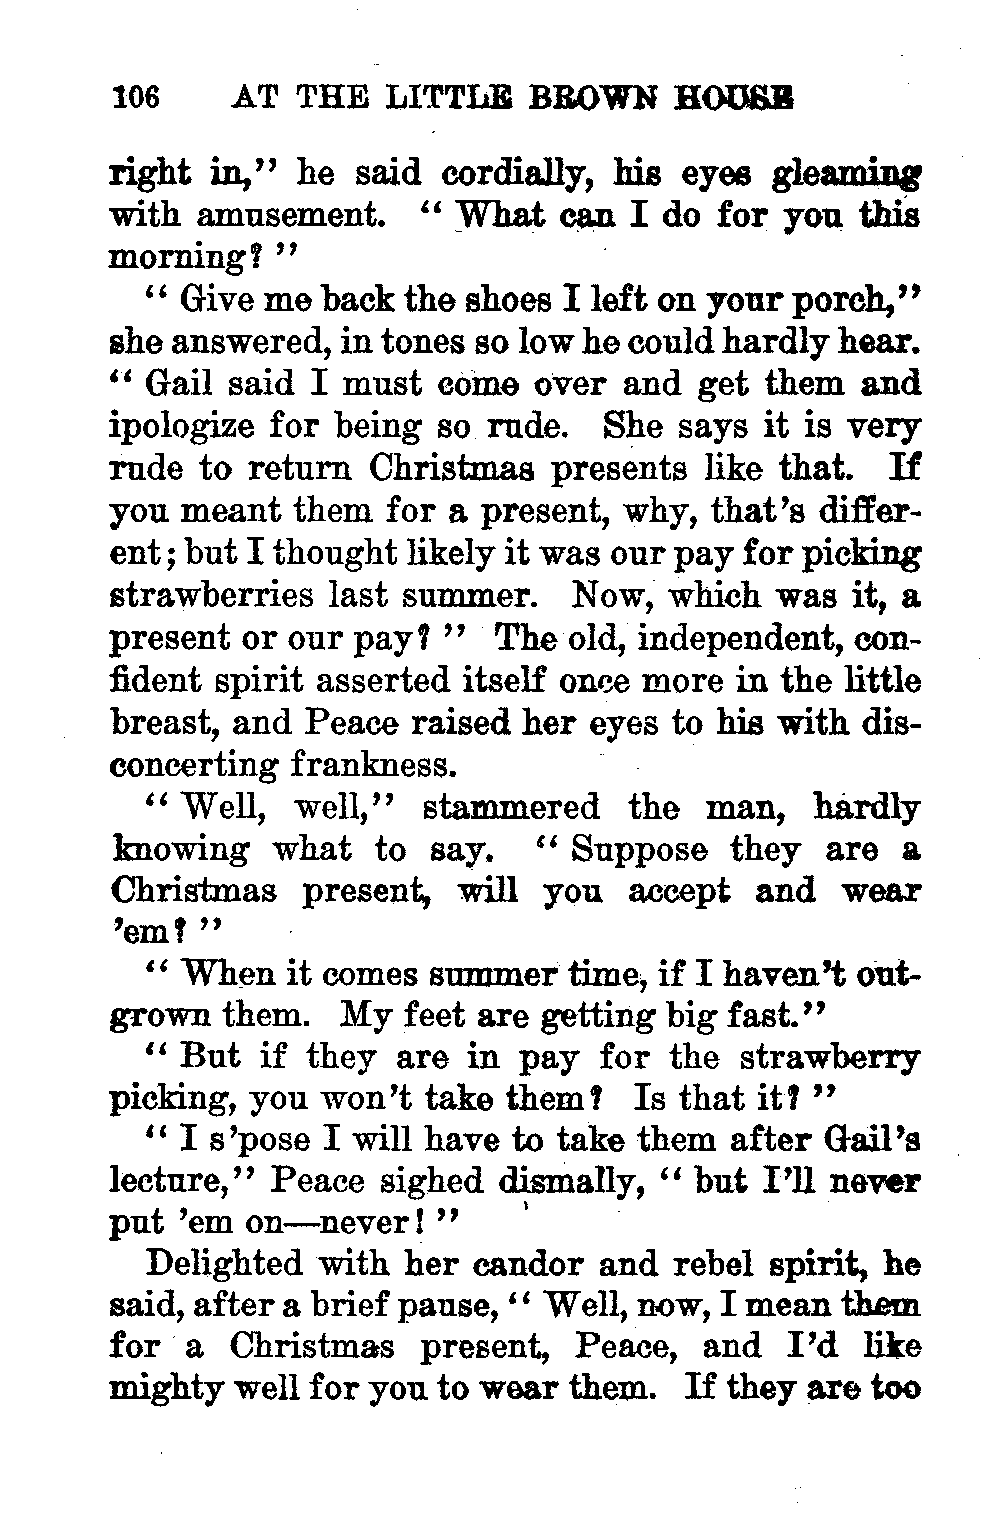 106 AT THE LITTLE BROWN HOUSE
right in," he said cordially, his eyes gleaming
with amusement. "What can I do for you this
morning?"
"Give me back the shoes I left on your porch,"
she answered, in tones so low he could hardly hear.
"Gail said I must come over and get them and
ipologize for being so rude. She says it is very
rude to return Christmas presents like that. If
you meant them for a present, why, that's differ-
ent; but I thought likely it was our pay for picking
strawberries last summer. Now, which was it, a
present or our pay?" The old, independent, con-
fident spirit asserted itself once more in the little
breast, and Peace raised her eyes to his with dis-
concerting frankness.
"Well, well," stammered the man, hardly
knowing what to say. "Suppose they are a
Christmas present, will you accept and wear
'em?"
"When it comes summer time, if I haven't out-
grown them. My feet are getting big fast."
"But if they are in pay for the strawberry
picking, you won't take them? Is that it?"
"I s'pose I will have to take them after Gail's
lecture," Peace sighed dismally, "but I'll never
put 'em on—never!"
Delighted with her candor and rebel spirit, he
said, after a brief pause, "Well, now, I mean them
for a Christmas present, Peace, and I'd like
mighty well for you to wear them. If they are too